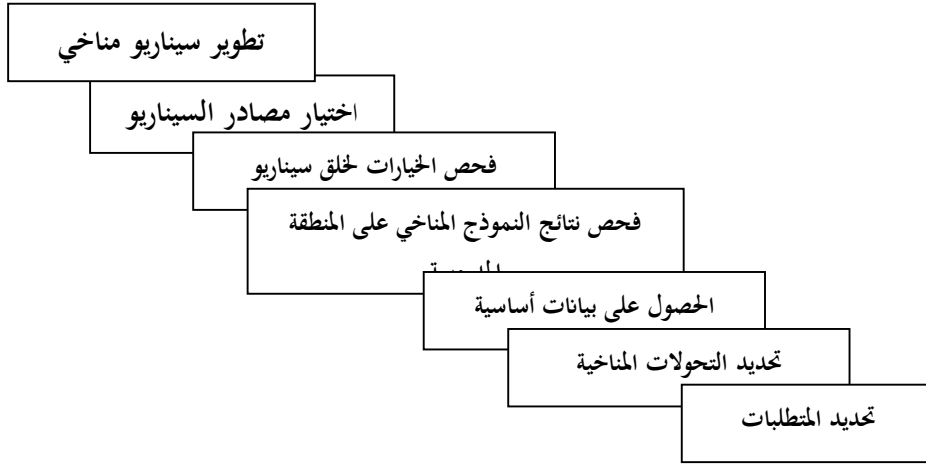 تطوير سيناريو مناخي
اختيار مصادر السيناريو
فحص الخيارات لخلق سيناريو
فحص نتائج النموذج المناخي على المنطقة
الحصول على بيانات أساسية
تحديد التحولات المناخية
تحديد المتطلبات